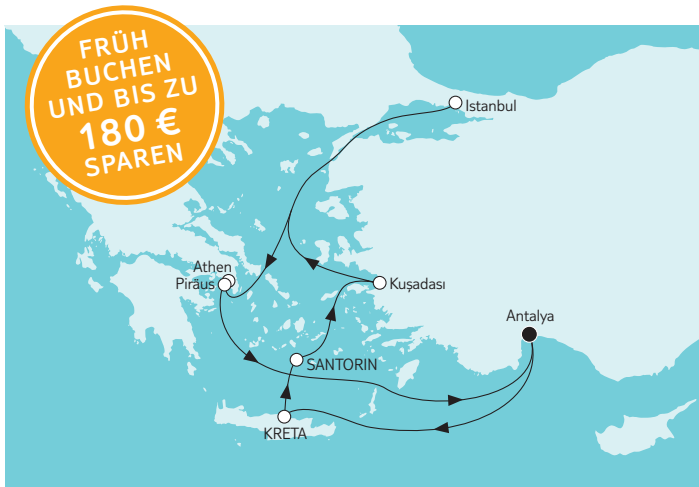 FRÜH
BUCHEN
UND BIS ZU
180 €
SPAREN
Istanbul
Athen
Piräus
Kuşadası
Antalya
SANTORIN
KRETA